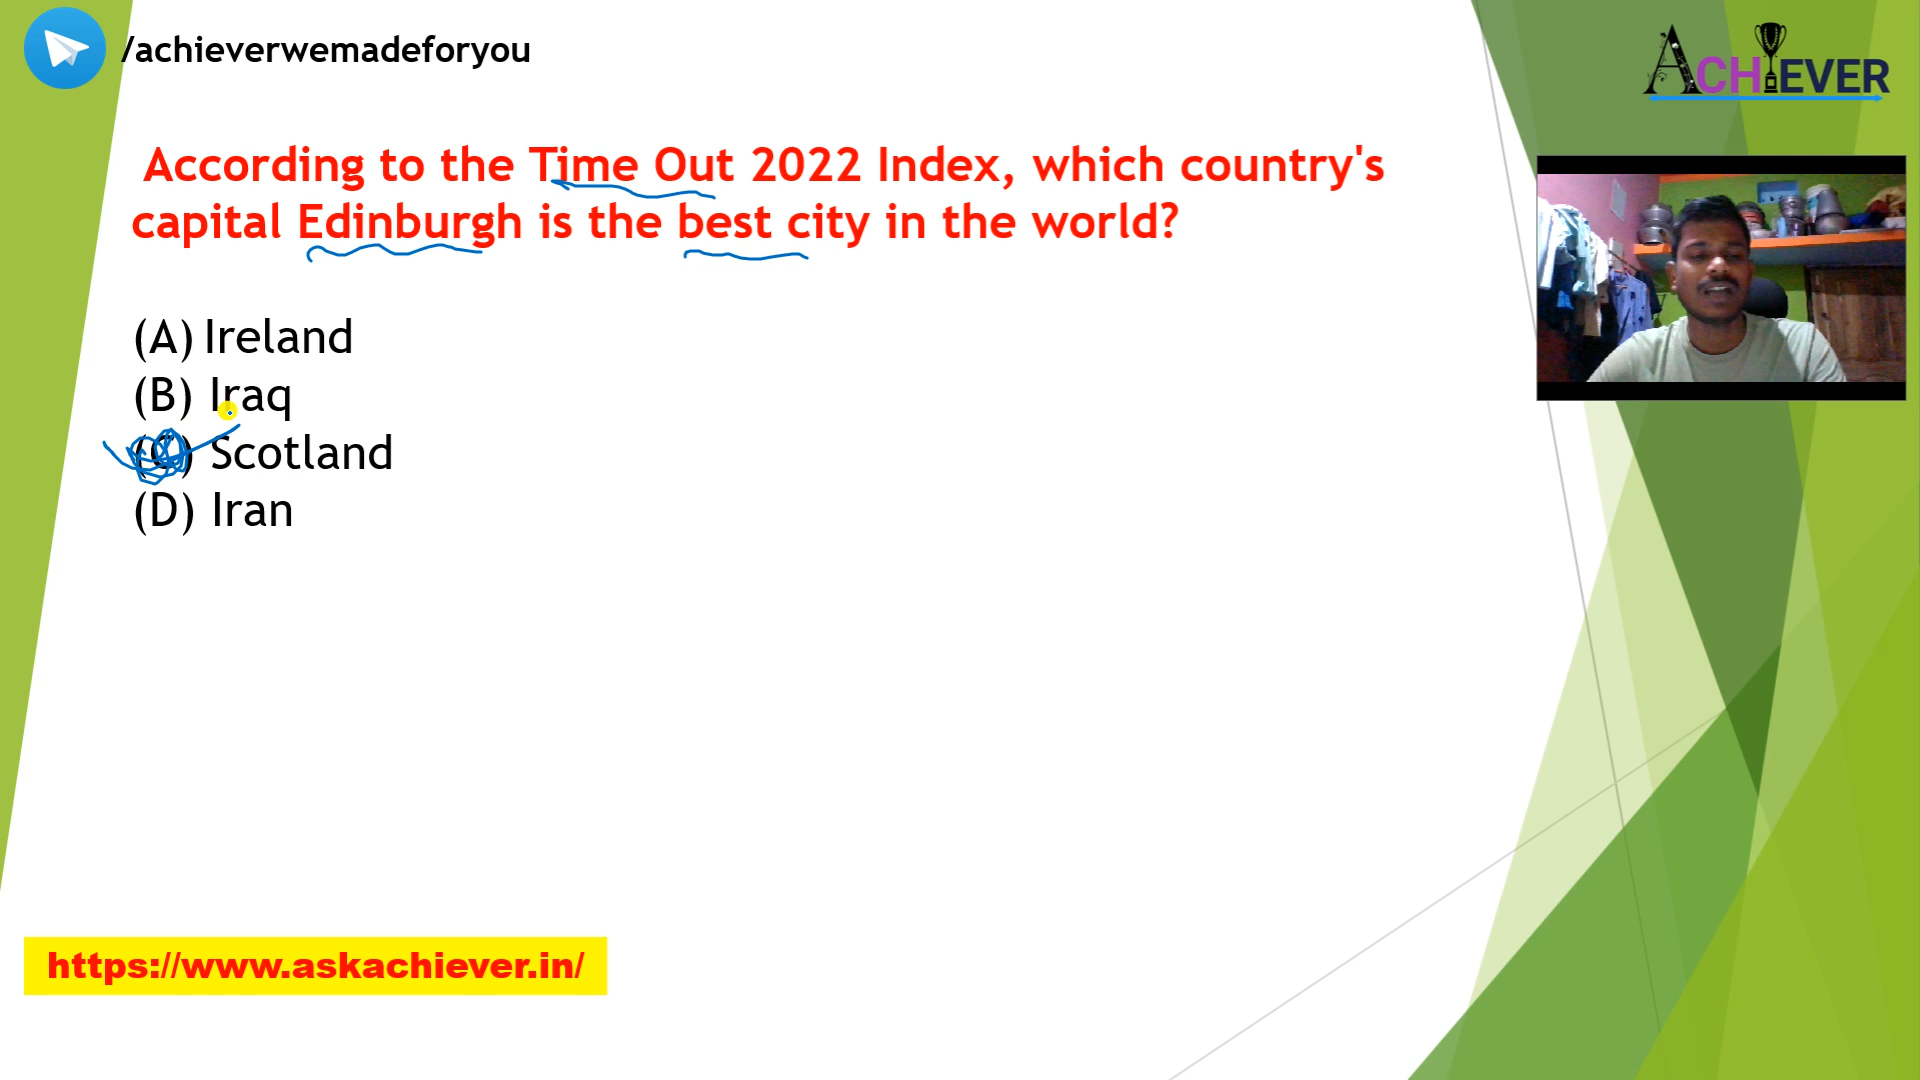 /achieverwemadeforyou
ACHIEVER
According to the Time Out 2022 Index, which country's
capital Edinburgh is the best city in the world?
(A) Ireland
(B) Iraq
(C) Scotland
(D) Iran
https://www.askachiever.in/